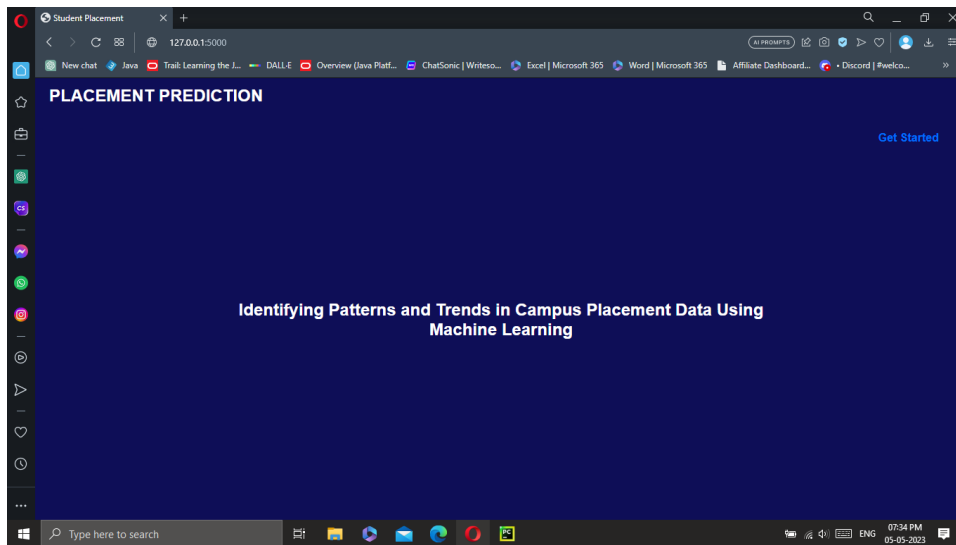 Student Placement
127.0.0.1:5000
AI PROMPTS
New chat Java Trail: Learning the J... DALL·E Overview (Java Platf... ChatSonic | Writeso... Excel | Microsoft 365 Word | Microsoft 365 Affiliate Dashboard... • Discord | #welco... »
PLACEMENT PREDICTION
Get Started
CS
Identifying Patterns and Trends in Campus Placement Data Using
Machine Learning
Type here to search
PC
ENG
07:34 PM
05-05-2023